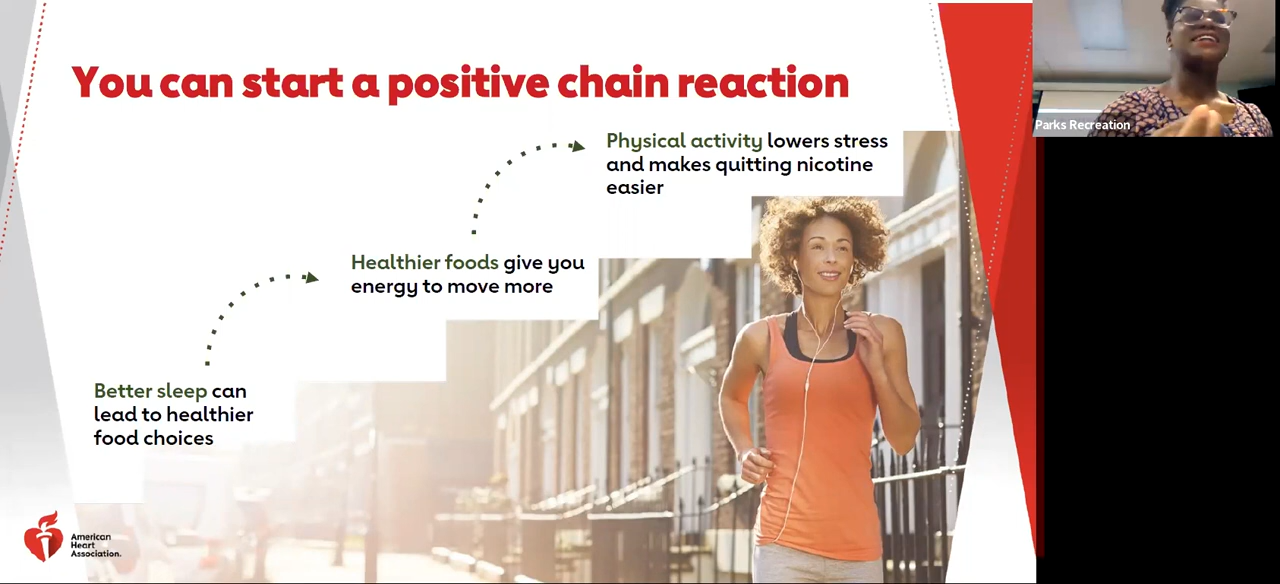 You can start a positive chain reaction
Physical activity lowers stress
and makes quitting nicotine
easier
Healthier foods give you
energy to move more
Better sleep can
lead to healthier
food choices
American
Heart
Association.
Parks Recreation